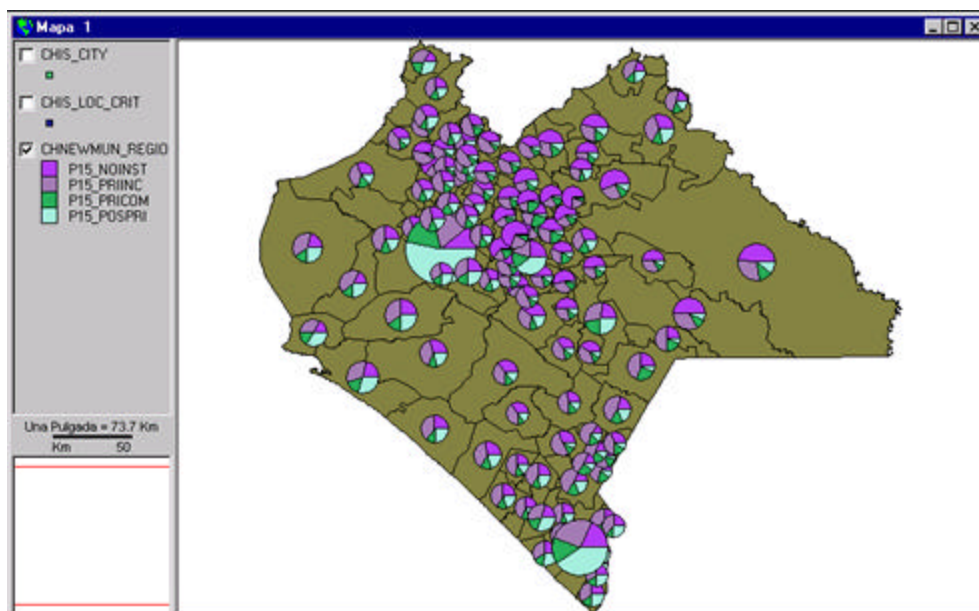 Mapa 1
CHIS_CITY
CHIS_LOC_CRIT
CHNEWMUN_REGIO
P15_NOINST
P15_PRIINC
P15_PRICOM
P15_POSPRI
Una Pulgada = 73.7 Km
Km 50